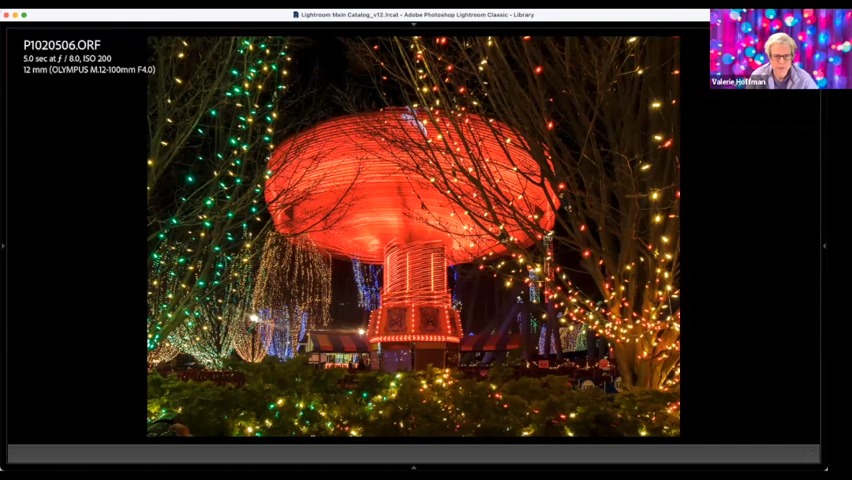 Lightroom Main Catalog_v12.lrcat - Adobe Photoshop Lightroom Classic - Library
P1020506.ORF
5.0 sec at ƒ / 8.0, ISO 200
12 mm (OLYMPUS M.12-100mm F4.0)
Valerie Hoffman